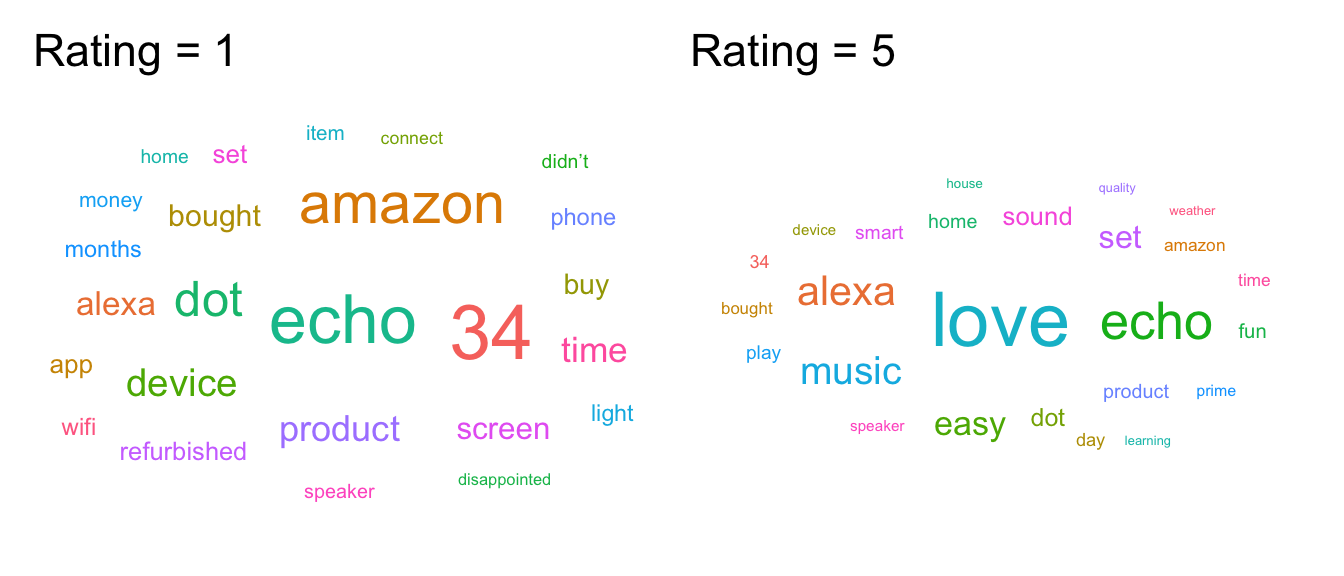 Rating = 1
item
connect
home
set
didn’t
money
bought
amazon
phone
months
alexa
dot
echo
34
buy
time
app
device
wifi
refurbished
product
screen
light
speaker
disappointed
Rating = 5
house
quality
device
smart
home
sound
set
weather
amazon
34
bought
alexa
love
echo
time
fun
play
music
product
prime
speaker
easy
dot
day
learning